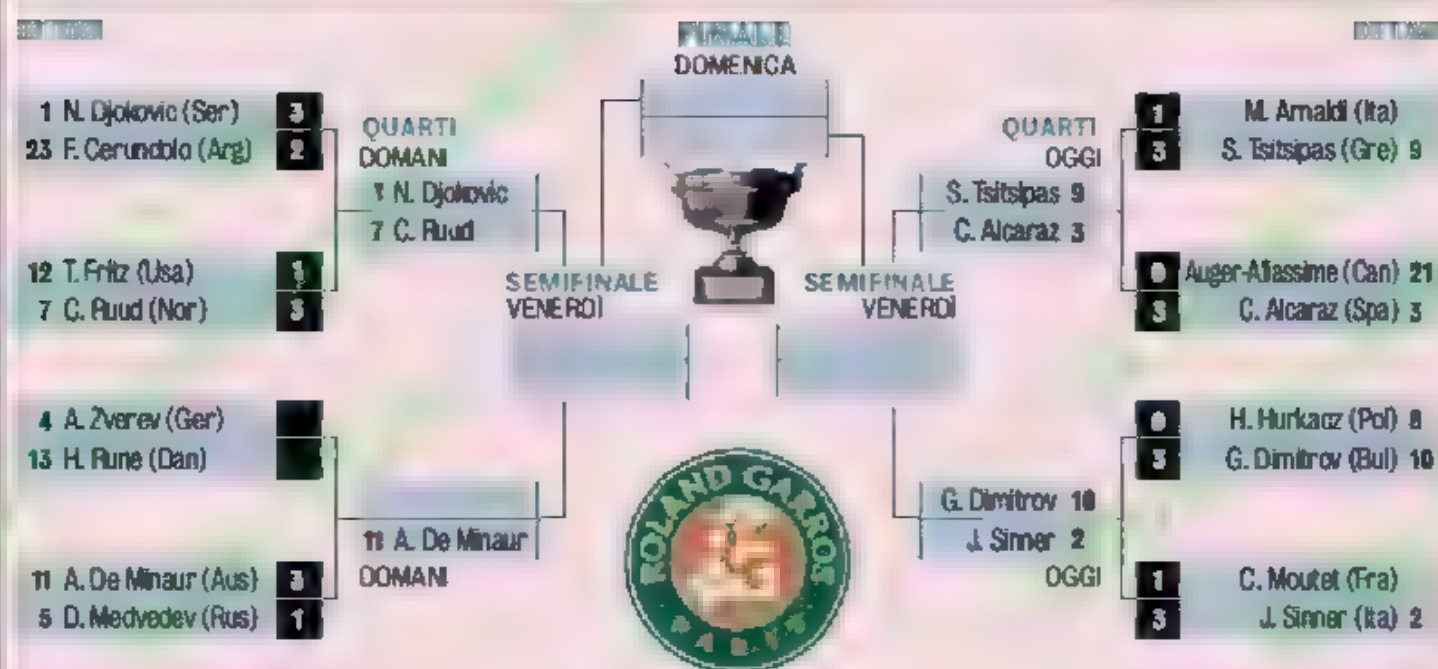 DOMENICA
1 N. Djokovic (Ser) 3
23 F. Cerundolo (Arg) 2
12 T. Fritz (Usa) 1
7 C. Ruud (Nor) 3
4 A. Zverev (Ger)
13 H. Rune (Dan)
11 A. De Minaur (Aus) 3
5 D. Medvedev (Rus) 1
QUARTI
DOMANI
1 N. Djokovic
7 C. Ruud
11 A. De Minaur
DOMANI
SEMIFINALE
VENERDÌ
SEMIFINALE
VENERDÌ
ROLAND GARROS
PARIS
QUARTI
OGGI
S. Tsitsipas 9
C. Alcaraz 3
G. Dimitrov 10
J. Sinner 2
OGGI
1 M. Arnaldi (Ita)
3 S. Tsitsipas (Gre) 9
0 Auger-Aliassime (Can) 21
3 C. Alcaraz (Spa) 3
0 H. Hurkacz (Pol) 8
3 G. Dimitrov (Bul) 10
1 C. Moutet (Fra)
3 J. Sinner (Ita) 2